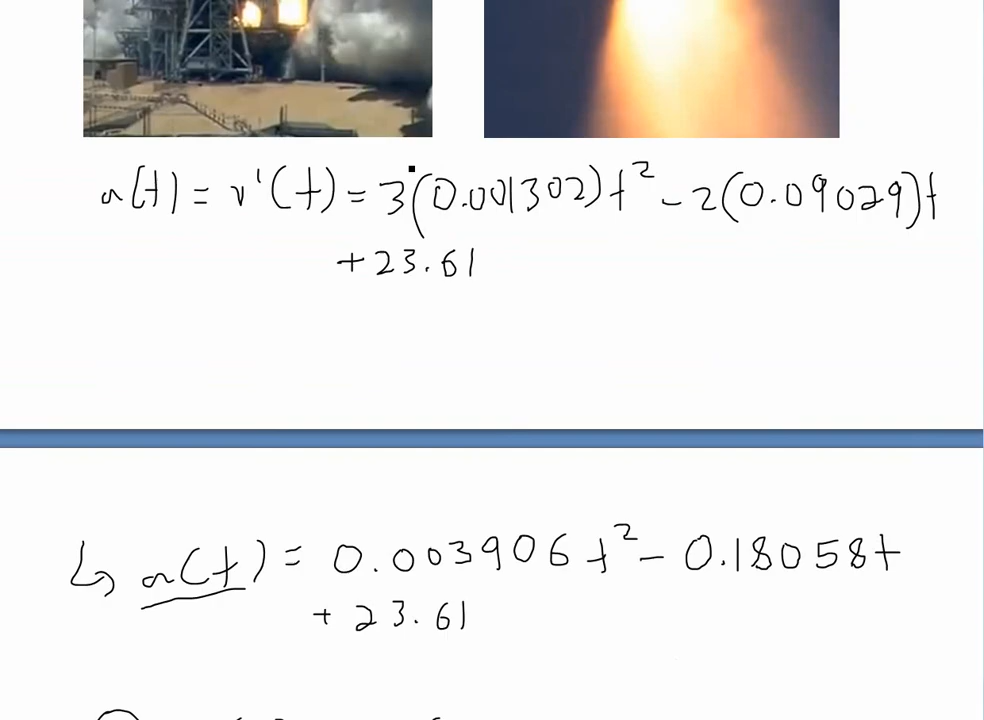 a(t) = v'(t) = 3(0.001302)t² - 2(0.09029)t
+ 23.61
↳ a(t) = 0.003906t² - 0.18058t
+ 23.61